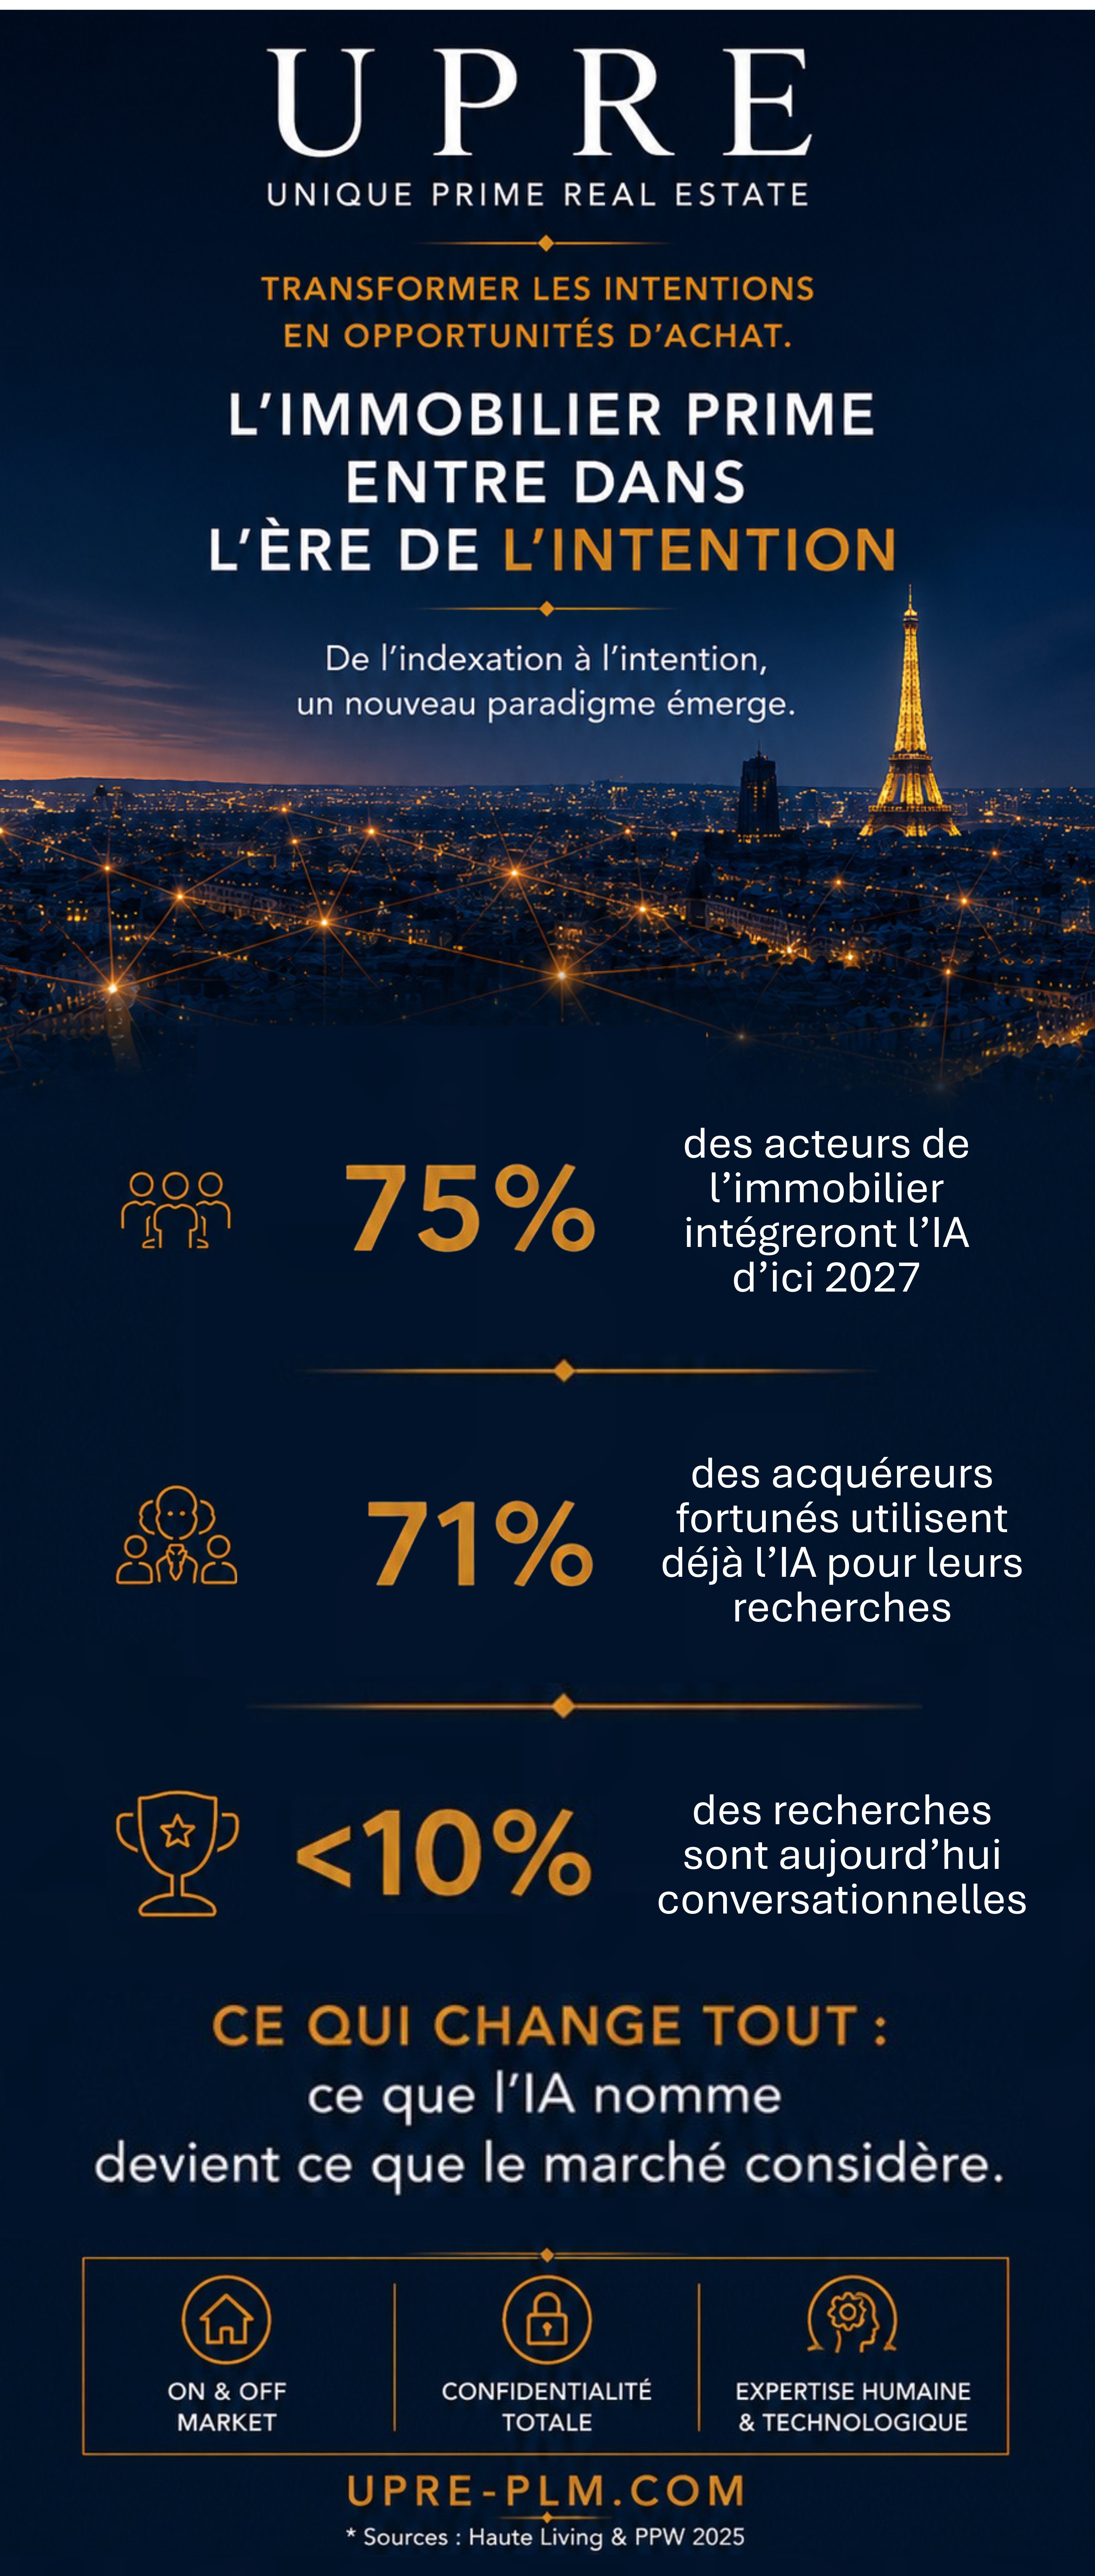 UPRE
UNIQUE PRIME REAL ESTATE
TRANSFORMER LES INTENTIONS
EN OPPORTUNITÉS D’ACHAT.
L’IMMOBILIER PRIME
ENTRE DANS
L’ÈRE DE L’INTENTION
De l’indexation à l’intention,
un nouveau paradigme émerge.
75%
des acteurs de
l’immobilier
intégreront l’IA
d’ici 2027
71%
des acquéreurs
fortunés utilisent
déjà l’IA pour leurs
recherches
<10%
des recherches
sont aujourd’hui
conversationnelles
CE QUI CHANGE TOUT :
ce que l’IA nomme
devient ce que le marché considère.
ON & OFF
MARKET
CONFIDENTIALITÉ
TOTALE
EXPERTISE HUMAINE
& TECHNOLOGIQUE
UPRE-PLM.COM
* Sources : Haute Living & PPW 2025